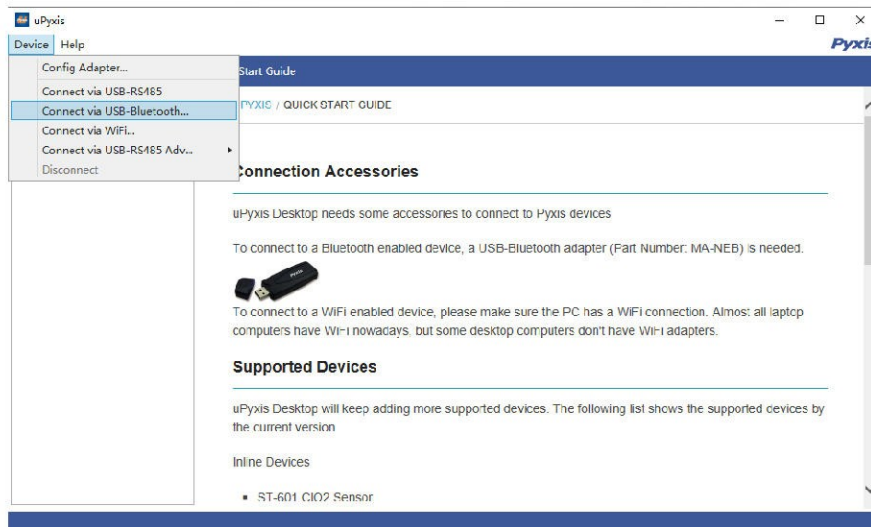 uPyxis
Device Help
Pyxis
Config Adapter...
Connect via USB-RS485
Connect via USB-Bluetooth...
Connect via WiFi...
Connect via USB-RS485 Adv...
Disconnect
Start Guide
PYXIS / QUICK START GUIDE
Connection Accessories
uPyxis Desktop needs some accessories to connect to Pyxis devices
To connect to a Bluetooth enabled device, a USB-Bluetooth adapter (Part Number: MA-NEB) is needed.
Pyxis
To connect to a WiFi enabled device, please make sure the PC has a WiFi connection. Almost all laptop
computers have WiFi nowadays, but some desktop computers don't have WiFi adapters.
Supported Devices
uPyxis Desktop will keep adding more supported devices. The following list shows the supported devices by
the current version
Inline Devices
ST-601 ClO2 Sensor